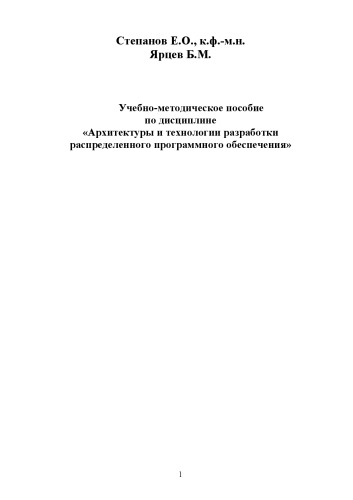 Степанов Е.О., к.ф.-м.н.
Ярцев Б.М.
Учебно-методическое пособие
по дисциплине
«Архитектуры и технологии разработки
распределенного программного обеспечения»
1